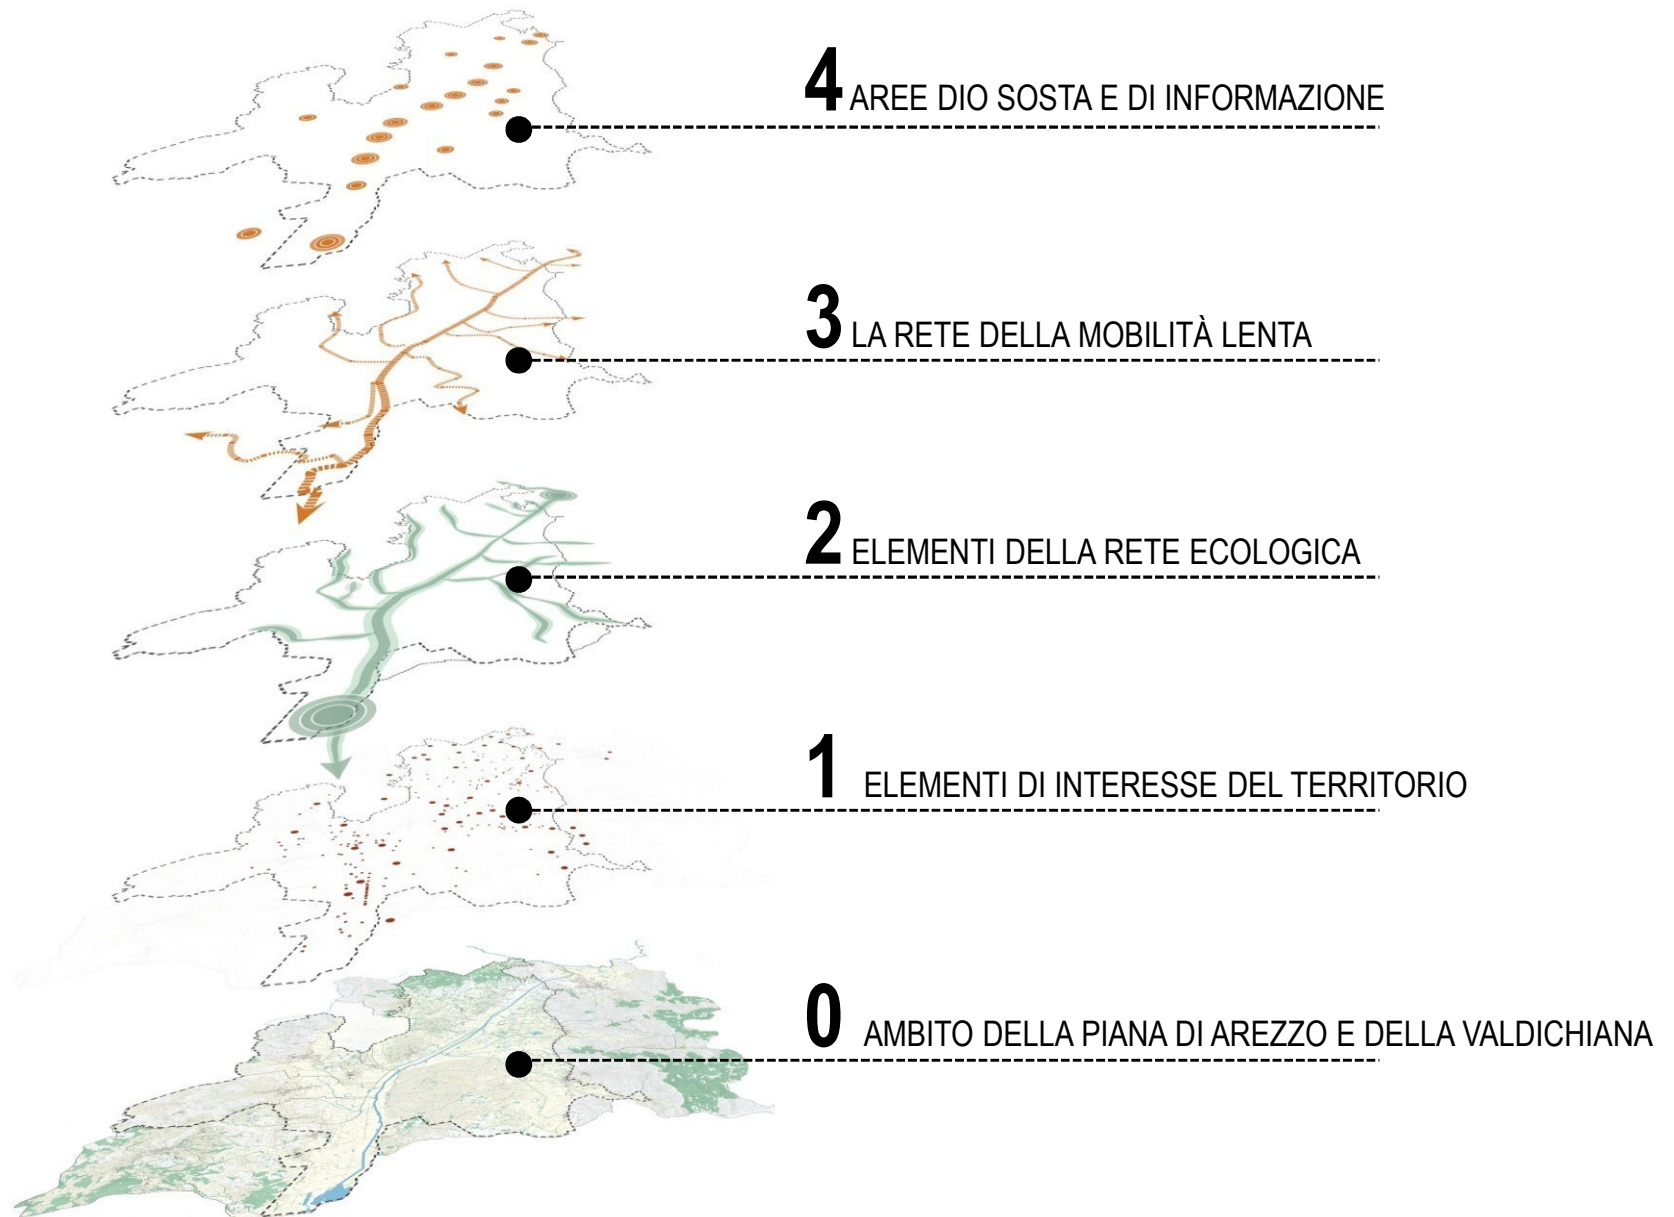 4 AREE DIO SOSTA E DI INFORMAZIONE
3 LA RETE DELLA MOBILITÀ LENTA
2 ELEMENTI DELLA RETE ECOLOGICA
1 ELEMENTI DI INTERESSE DEL TERRITORIO
0 AMBITO DELLA PIANA DI AREZZO E DELLA VALDICHIANA